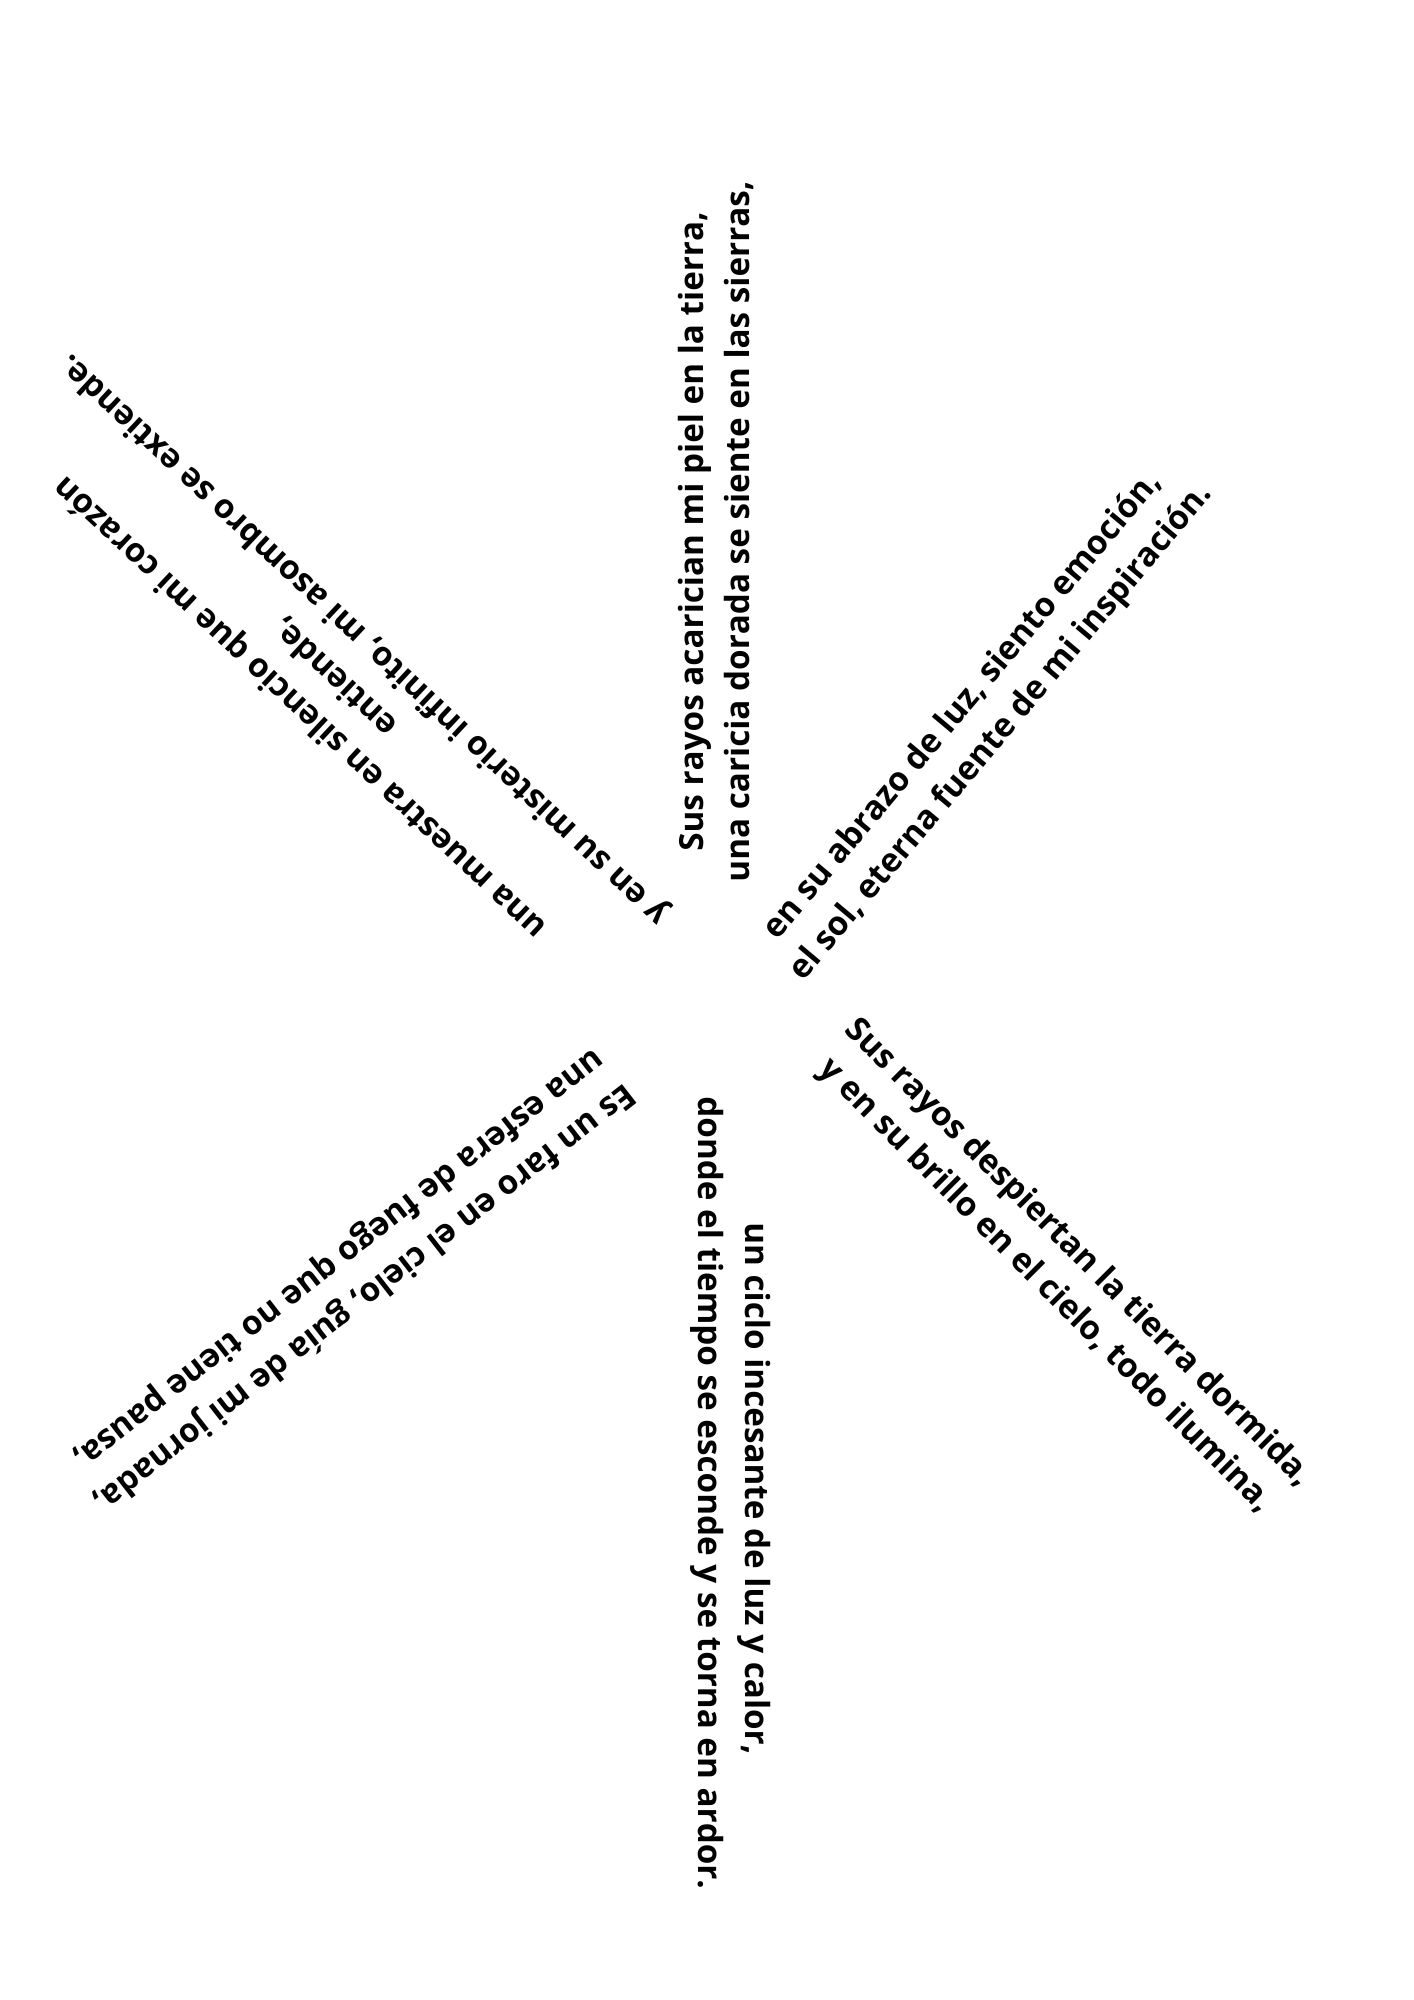 Sus rayos acarician mi piel en la tierra,
una caricia dorada se siente en las sierras,
en su abrazo de luz, siento emoción,
el sol, eterna fuente de mi inspiración.
Sus rayos despiertan la tierra dormida,
y en su brillo en el cielo, todo ilumina,
un ciclo incesante de luz y calor,
donde el tiempo se esconde y se torna en ardor.
Es un faro en el cielo, guía de mi jornada,
una esfera de fuego que no tiene pausa,
una muestra en silencio que mi corazón
entiende,
y en su misterio infinito, mi asombro se extiende.